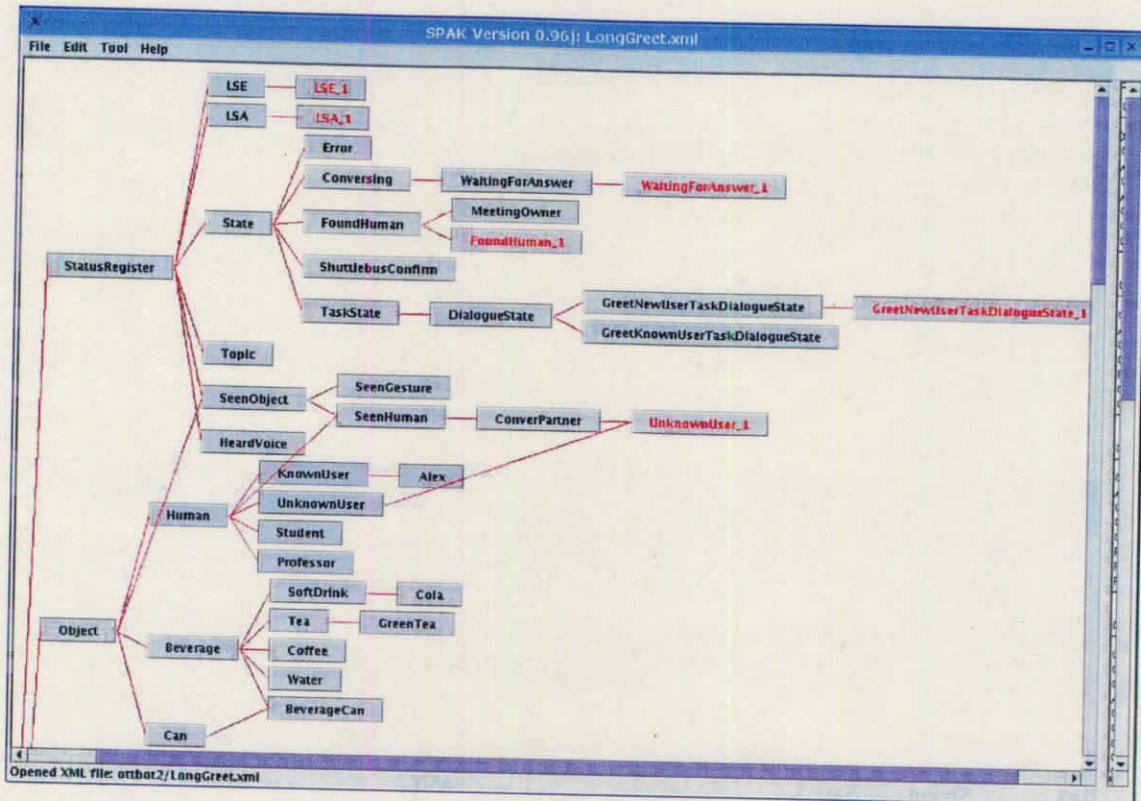 SPAK Version 0.96j: LongGreet.xml
File Edit Tool Help
LSE LSE_1
LSA LSA_1
Error
Conversing WaitingForAnswer WaitingForAnswer_1
MeetingOwner
State FoundHuman
FoundHuman_1
StatusRegister ShuttlebusConfirm
GreetNewUserTaskDialogueState GreetNewUserTaskDialogueState_1
TaskState DialogueState
GreetKnownUserTaskDialogueState
Topic
SeenGesture
SeenObject
SeenHuman ConverPartner UnknownUser_1
HeardVoice
KnownUser Alex
UnknownUser
Human
Student
Professor
SoftDrink Cola
Tea GreenTea
Object
Beverage Coffee
Water
BeverageCan
Can
Opened XML file: ottbot2/LongGreet.xml